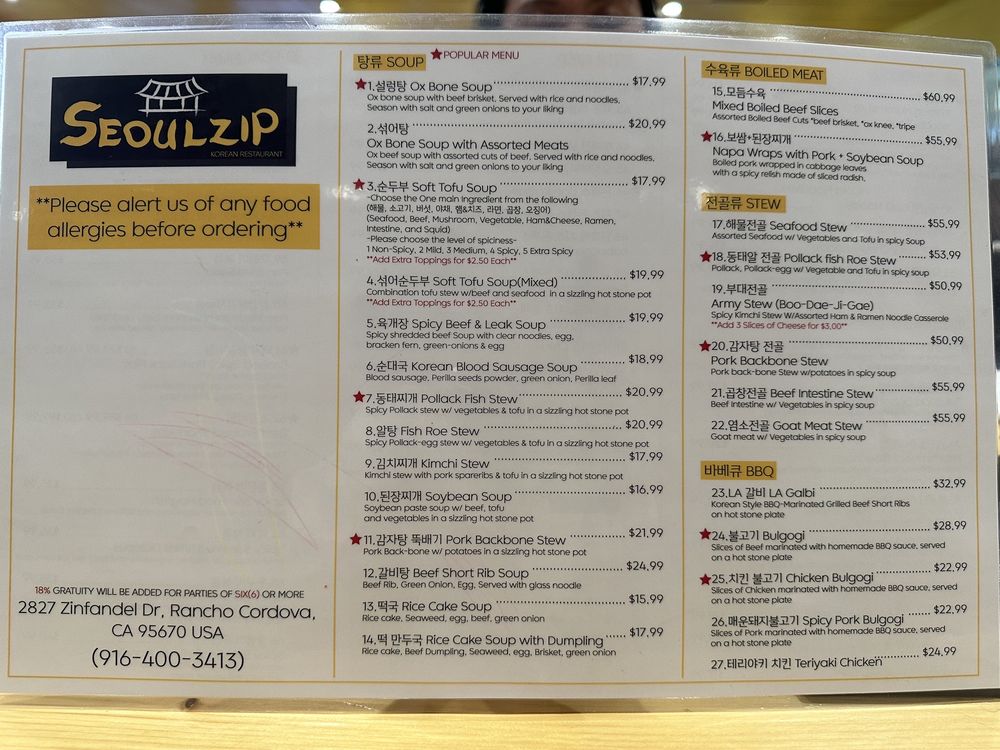 SEOULZIP
KOREAN RESTAURANT
**Please alert us of any food
allergies before ordering**
18% GRATUITY WILL BE ADDED FOR PARTIES OF SIX(6) OR MORE
2827 Zinfandel Dr, Rancho Cordova,
CA 95670 USA
(916-400-3413)
탕류 SOUP ★POPULAR MENU
★1.설렁탕 Ox Bone Soup $17,99
Ox bone soup with beef brisket, Served with rice and noodles,
Season with salt and green onions to your liking
2.섞어탕 $20,99
Ox Bone Soup with Assorted Meats
Ox beef soup with assorted cuts of beef, Served with rice and noodles,
Season with salt and green onions to your liking
★3.순두부 Soft Tofu Soup $17,99
-Choose the One main Ingredient from the following
(해물, 소고기, 버섯, 야채, 햄&치즈, 라면, 곱창, 오징어)
(Seafood, Beef, Mushroom, Vegetable, Ham&Cheese, Ramen,
Intestine, and Squid)
-Please choose the level of spiciness-
1 Non-Spicy, 2 Mild, 3 Medium, 4 Spicy, 5 Extra Spicy
**Add Extra Toppings for $2.50 Each**
4.섞어순두부 Soft Tofu Soup(Mixed) $19,99
Combination tofu stew w/beef and seafood in a sizzling hot stone pot
**Add Extra Toppings for $2.50 Each**
5.육개장 Spicy Beef & Leak Soup $19,99
Spicy shredded beef Soup with clear noodles, egg,
bracken fern, green-onions & egg
6.순대국 Korean Blood Sausage Soup $18,99
Blood sausage, Perilla seeds powder, green onion, Perilla leaf
★7.동태찌개 Pollack Fish Stew $20,99
Spicy Pollack stew w/ vegetables & tofu in a sizzling hot stone pot
8.알탕 Fish Roe Stew $20,99
Spicy Pollack-egg stew w/ vegetables & tofu in a sizzling hot stone pot
9.김치찌개 Kimchi Stew $17,99
Kimchi stew with pork spareribs & tofu in a sizzling hot stone pot
10.된장찌개 Soybean Soup $16,99
Soybean paste soup w/ beef, tofu
and vegetables in a sizzling hot stone pot
★11.감자탕 뚝배기 Pork Backbone Stew $21,99
Pork Back-bone w/ potatoes in a sizzling hot stone pot
12.갈비탕 Beef Short Rib Soup $24,99
Beef Rib, Green Onion, Egg, Served with glass noodle
13.떡국 Rice Cake Soup $15,99
Rice cake, Seaweed, egg, beef, green onion
14.떡 만두국 Rice Cake Soup with Dumpling $17,99
Rice cake, Beef Dumpling, Seaweed, egg, Brisket, green onion
수육류 BOILED MEAT
15.모듬수육 $60,99
Mixed Boiled Beef Slices
Assorted Boiled Beef Cuts *beef brisket, *ox knee, *tripe
★16.보쌈+된장찌개 $55,99
Napa Wraps with Pork + Soybean Soup
Boiled pork wrapped in cabbage leaves
with a spicy relish made of sliced radish,
전골류 STEW
17.해물전골 Seafood Stew $55,99
Assorted Seafood w/ Vegetables and Tofu in spicy Soup
★18.동태알 전골 Pollack fish Roe Stew $53,99
Pollack, Pollack-egg w/ Vegetable and Tofu in spicy soup
19.부대전골 $50,99
Army Stew (Boo-Dae-Ji-Gae)
Spicy Kimchi Stew W/Assorted Ham & Ramen Noodle Casserole
**Add 3 Slices of Cheese for $3,00**
★20.감자탕 전골 $50,99
Pork Backbone Stew
Pork back-bone Stew w/potatoes in spicy soup
21.곱창전골 Beef Intestine Stew $55,99
Beef Intestine w/ Vegetables in spicy soup
22.염소전골 Goat Meat Stew $55,99
Goat meat w/ Vegetables in spicy soup
바베큐 BBQ
23.LA 갈비 LA Galbi $32,99
Korean Style BBQ-Marinated Grilled Beef Short Ribs
on hot stone plate
★24.불고기 Bulgogi $28,99
Slices of Beef marinated with homemade BBQ sauce, served
on a hot stone plate
★25.치킨 불고기 Chicken Bulgogi $22,99
Slices of Chicken marinated with homemade BBQ sauce, served
on a hot stone plate
26.매운돼지불고기 Spicy Pork Bulgogi $22,99
Slices of Pork marinated with homemade BBQ sauce, served
on a hot stone plate
27.테리야키 치킨 Teriyaki Chicken $24,99